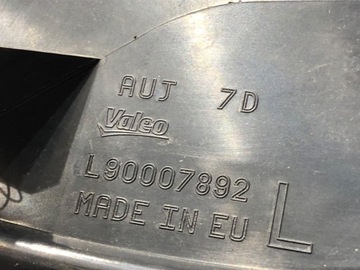 AUJ 7D
Valeo
L90007892
MADE IN EU L